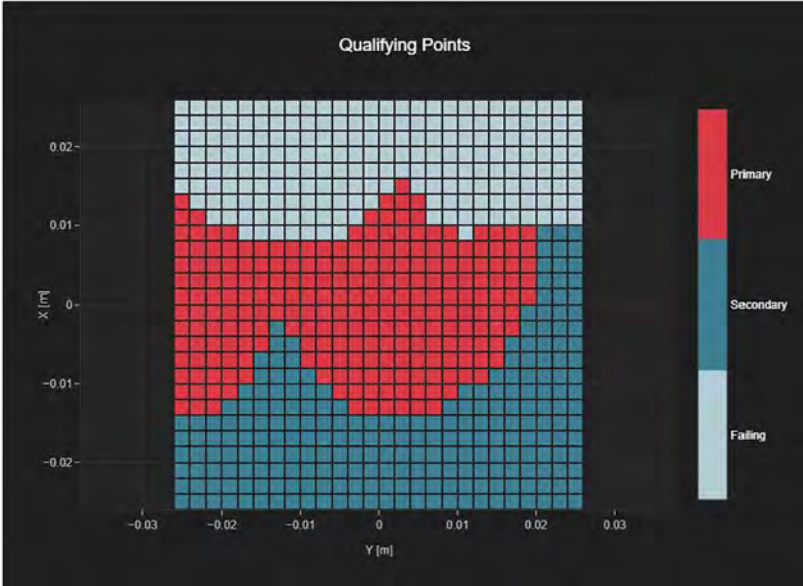 Qualifying Points
0.02
0.01
0
−0.01
−0.02
X [m]
−0.03
−0.02
−0.01
0
0.01
0.02
0.03
Y [m]
Primary
Secondary
Failing